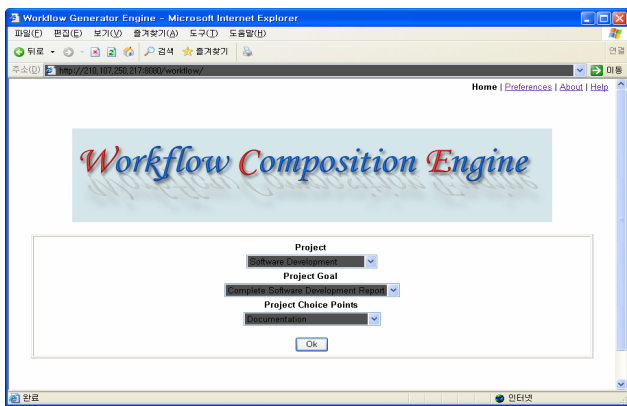 Workflow Generator Engine - Microsoft Internet Explorer
파일(F) 편집(E) 보기(V) 즐겨찾기(A) 도구(T) 도움말(H)
뒤로 검색 즐겨찾기 연결
주소(D) http://210,107,250,217:8080/workflow/ 이동
Home | Preferences | About | Help
Workflow Composition Engine
Project
Software Development
Project Goal
Complete Software Development Report
Project Choice Points
Documentation
Ok
완료 인터넷